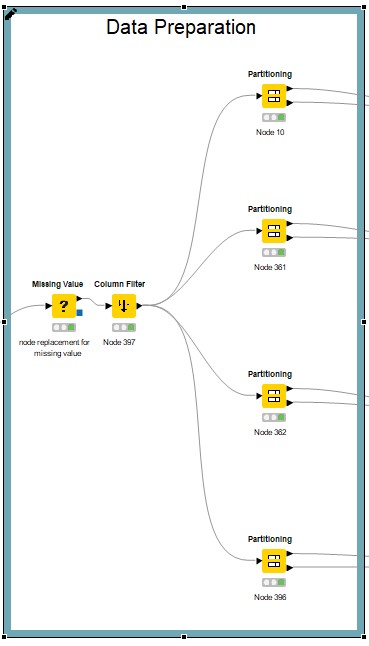 Data Preparation
Partitioning
Node 10
Partitioning
Node 361
Missing Value
Column Filter
?
node replacement for
missing value
Node 397
Partitioning
Node 362
Partitioning
Node 396